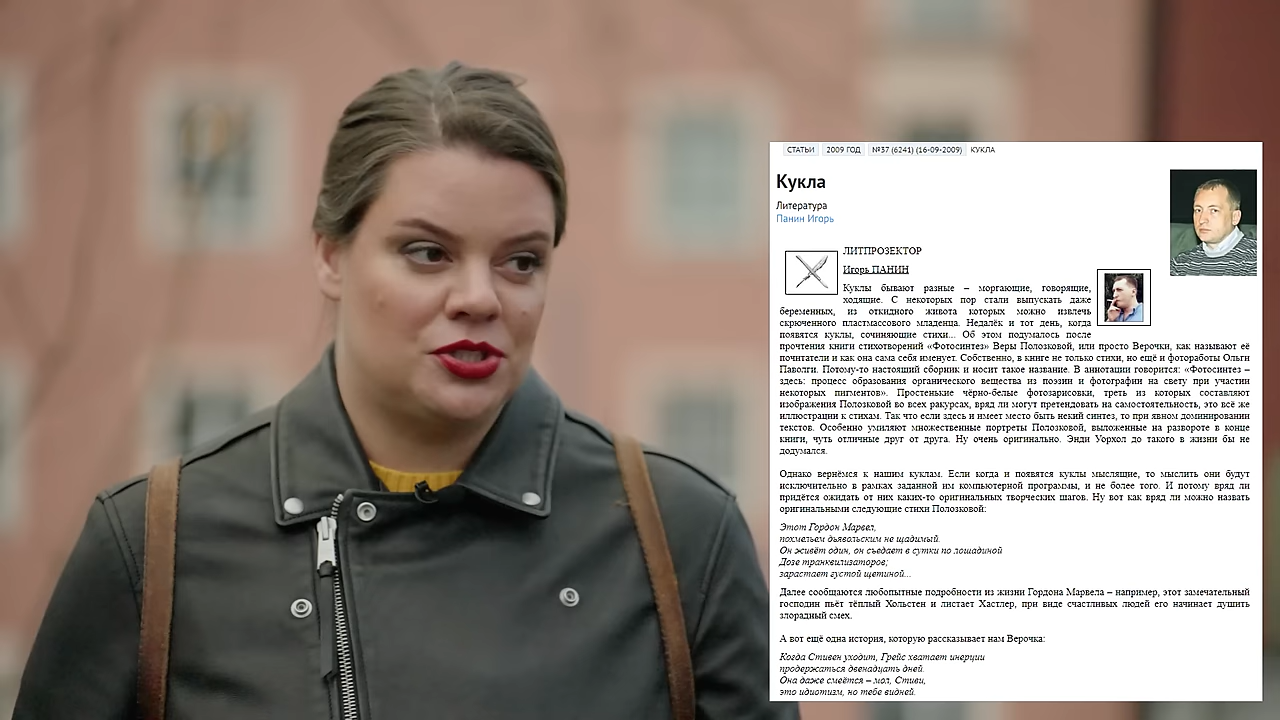 СТАТЬИ 2009 ГОД №37 (6241) (16-09-2009) КУКЛА
Кукла
Литература
Панин Игорь
ЛИТПРОЗЕКТОР
Игорь ПАНИН
Куклы бывают разные – моргающие, говорящие,
ходящие. С некоторых пор стали выпускать даже
беременных, из откидного живота которых можно извлечь
скрюченного пластмассового младенца. Недалёк и тот день, когда
появятся куклы, сочиняющие стихи... Об этом подумалось после
прочтения книги стихотворений «Фотосинтез» Веры Полозковой, или просто Верочки, как называют её
почитатели и как она сама себя именует. Собственно, в книге не только стихи, но ещё и фотоработы Ольги
Паволги. Потому-то настоящий сборник и носит такое название. В аннотации говорится: «Фотосинтез –
здесь: процесс образования органического вещества из поэзии и фотографии на свету при участии
некоторых пигментов». Простенькие чёрно-белые фотозарисовки, треть из которых составляют
изображения Полозковой во всех ракурсах, вряд ли могут претендовать на самостоятельность, это всё же
иллюстрации к стихам. Так что если здесь и имеет место быть некий синтез, то при явном доминировании
текстов. Особенно умиляют множественные портреты Полозковой, выложенные на развороте в конце
книги, чуть отличные друг от друга. Ну очень оригинально. Энди Уорхол до такого в жизни бы не
додумался.
Однако вернёмся к нашим куклам. Если когда и появятся куклы мыслящие, то мыслить они будут
исключительно в рамках заданной им компьютерной программы, и не более того. И потому вряд ли
придётся ожидать от них каких-то оригинальных творческих шагов. Ну вот как вряд ли можно назвать
оригинальными следующие стихи Полозковой:
Этот Гордон Марвел,
похмельем дьявольским не щадимый.
Он живёт один, он съедает в сутки по лошадиной
Дозе транквилизаторов;
зарастает густой щетиной...
Далее сообщаются любопытные подробности из жизни Гордона Марвела – например, этот замечательный
господин пьёт тёплый Хольстен и листает Хастлер, при виде счастливых людей его начинает душить
злорадный смех.
А вот ещё одна история, которую рассказывает нам Верочка:
Когда Стивен уходит, Грейс хватает инерции
продержаться двенадцать дней.
Она даже смеётся – мол, Стиви,
это идиотизм, но тебе видней.